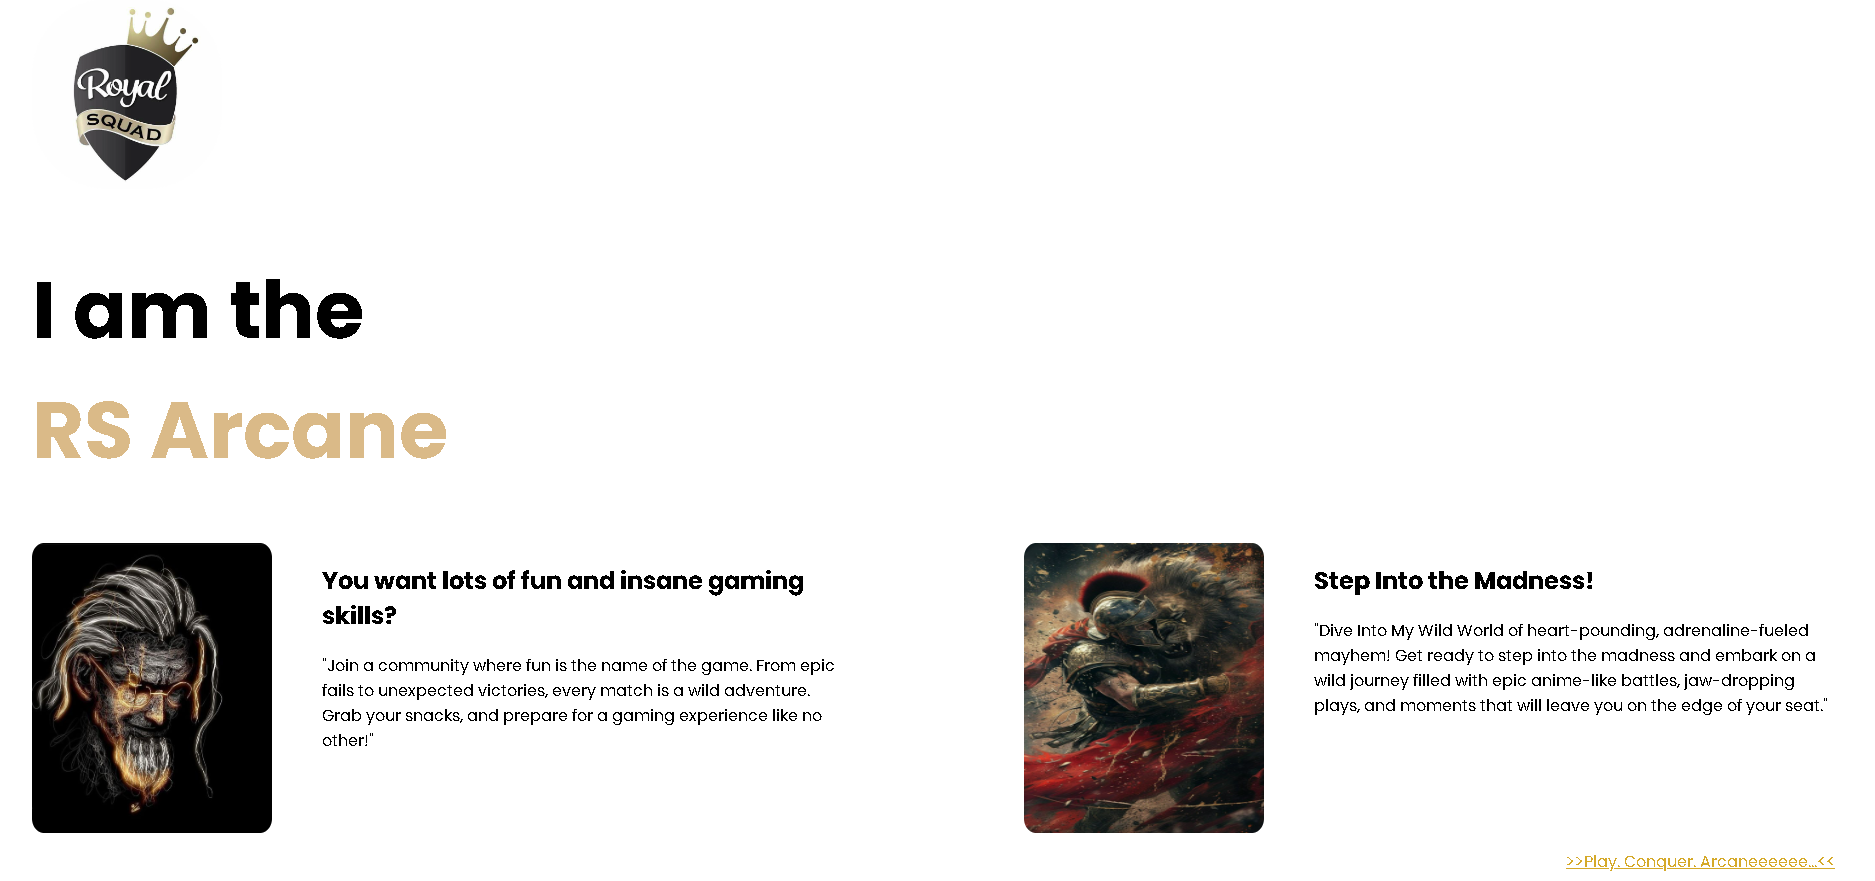 Royal
SQUAD
I am the
RS Arcane
You want lots of fun and insane gaming
skills?
"Join a community where fun is the name of the game. From epic
fails to unexpected victories, every match is a wild adventure.
Grab your snacks, and prepare for a gaming experience like no
other!"
Step Into the Madness!
"Dive Into My Wild World of heart-pounding, adrenaline-fueled
mayhem! Get ready to step into the madness and embark on a
wild journey filled with epic anime-like battles, jaw-dropping
plays, and moments that will leave you on the edge of your seat."
>>Play. Conquer. Arcaneeeeee...<<